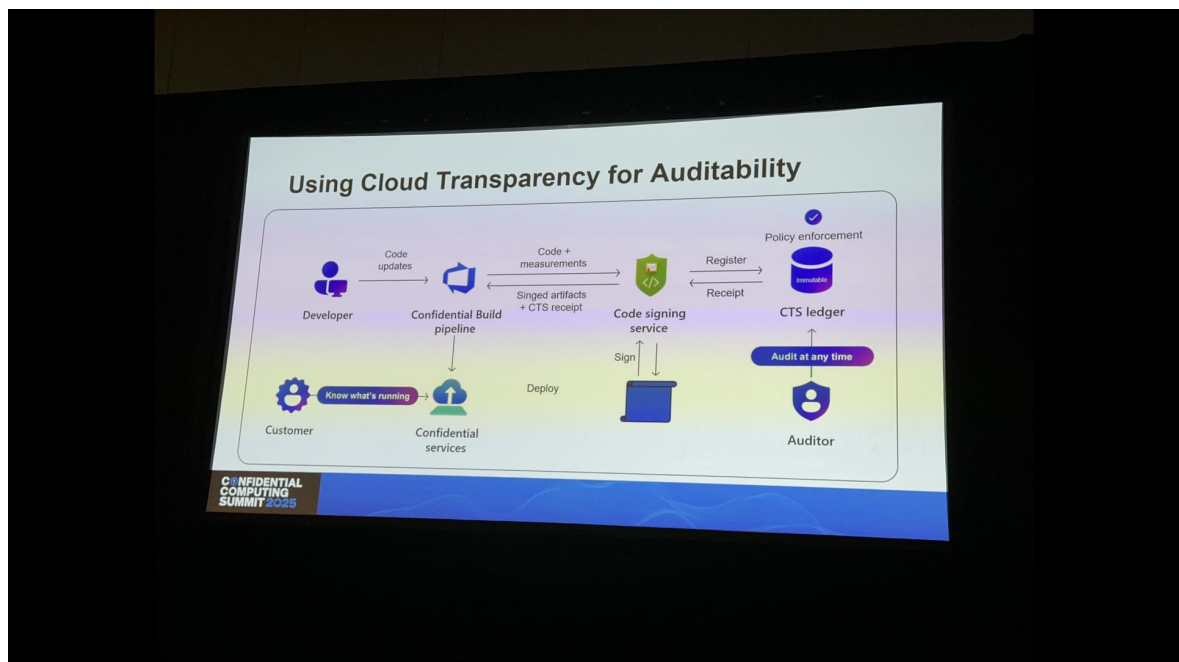 Using Cloud Transparency for Auditability
Policy enforcement
Code
updates
Code +
measurements
Register
Immutable
Singed artifacts
+ CTS receipt
Receipt
Developer
Confidential Build
pipeline
Code signing
service
CTS ledger
Sign
Audit at any time
Know what's running
Deploy
Customer
Confidential
services
Auditor
CONFIDENTIAL
COMPUTING
SUMMIT 2025